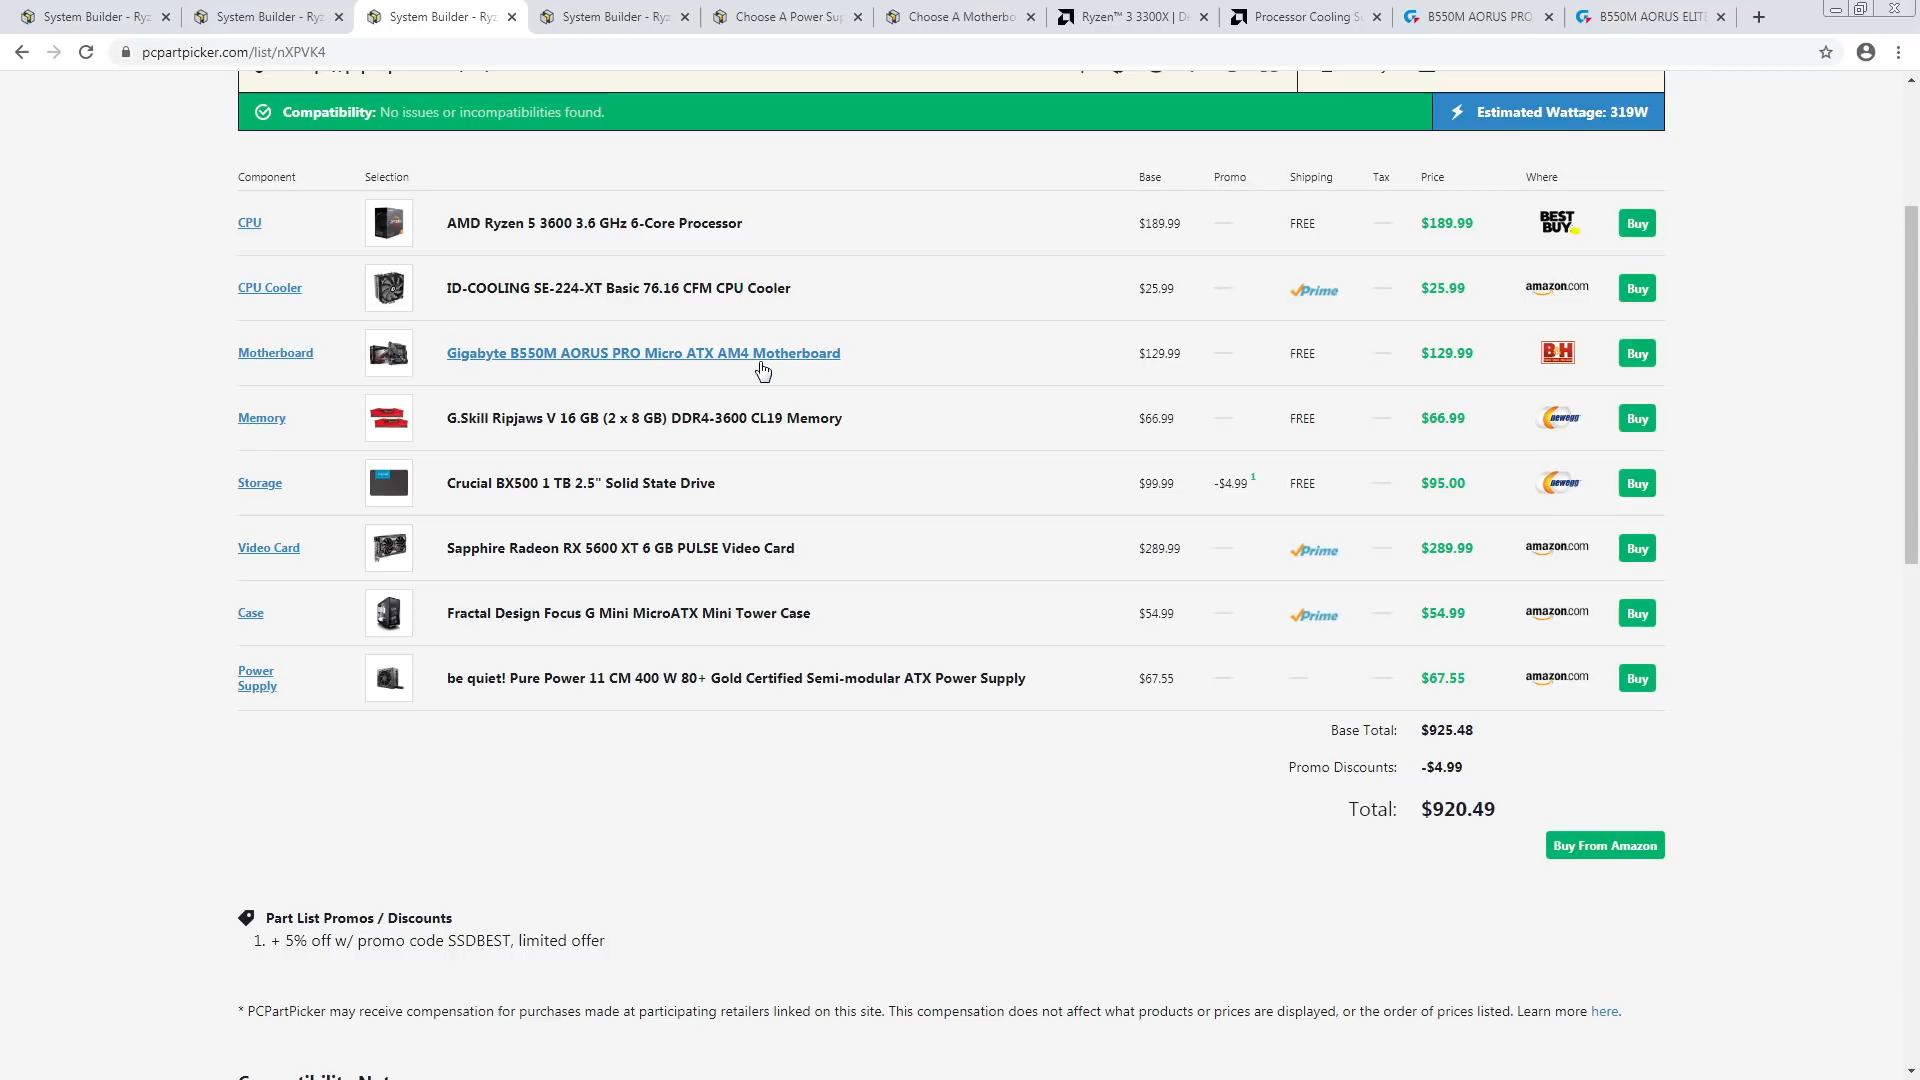 System Builder - Ryz
System Builder - Ryz
System Builder - Ryz
System Builder - Ryz
Choose A Power Sup
Choose A Motherbo
Ryzen™ 3 3300X | De
Processor Cooling S
B550M AORUS PRO
B550M AORUS ELITE
pcpartpicker.com/list/nXPVK4
Compatibility: No issues or incompatibilities found.
Estimated Wattage: 319W
Component Selection Base Promo Shipping Tax Price Where
CPU AMD Ryzen 5 3600 3.6 GHz 6-Core Processor $189.99 — FREE — $189.99 BEST BUY Buy
CPU Cooler ID-COOLING SE-224-XT Basic 76.16 CFM CPU Cooler $25.99 — Prime — $25.99 amazon.com Buy
Motherboard Gigabyte B550M AORUS PRO Micro ATX AM4 Motherboard $129.99 — FREE — $129.99 B&H Buy
Memory G.Skill Ripjaws V 16 GB (2 x 8 GB) DDR4-3600 CL19 Memory $66.99 — FREE — $66.99 newegg Buy
Storage Crucial BX500 1 TB 2.5" Solid State Drive $99.99 -$4.99 1 FREE — $95.00 newegg Buy
Video Card Sapphire Radeon RX 5600 XT 6 GB PULSE Video Card $289.99 — Prime — $289.99 amazon.com Buy
Case Fractal Design Focus G Mini MicroATX Mini Tower Case $54.99 — Prime — $54.99 amazon.com Buy
Power Supply be quiet! Pure Power 11 CM 400 W 80+ Gold Certified Semi-modular ATX Power Supply $67.55 — — — $67.55 amazon.com Buy
Base Total: $925.48
Promo Discounts: -$4.99
Total: $920.49
Buy From Amazon
Part List Promos / Discounts
1. + 5% off w/ promo code SSDBEST, limited offer
* PCPartPicker may receive compensation for purchases made at participating retailers linked on this site. This compensation does not affect what products or prices are displayed, or the order of prices listed. Learn more here.